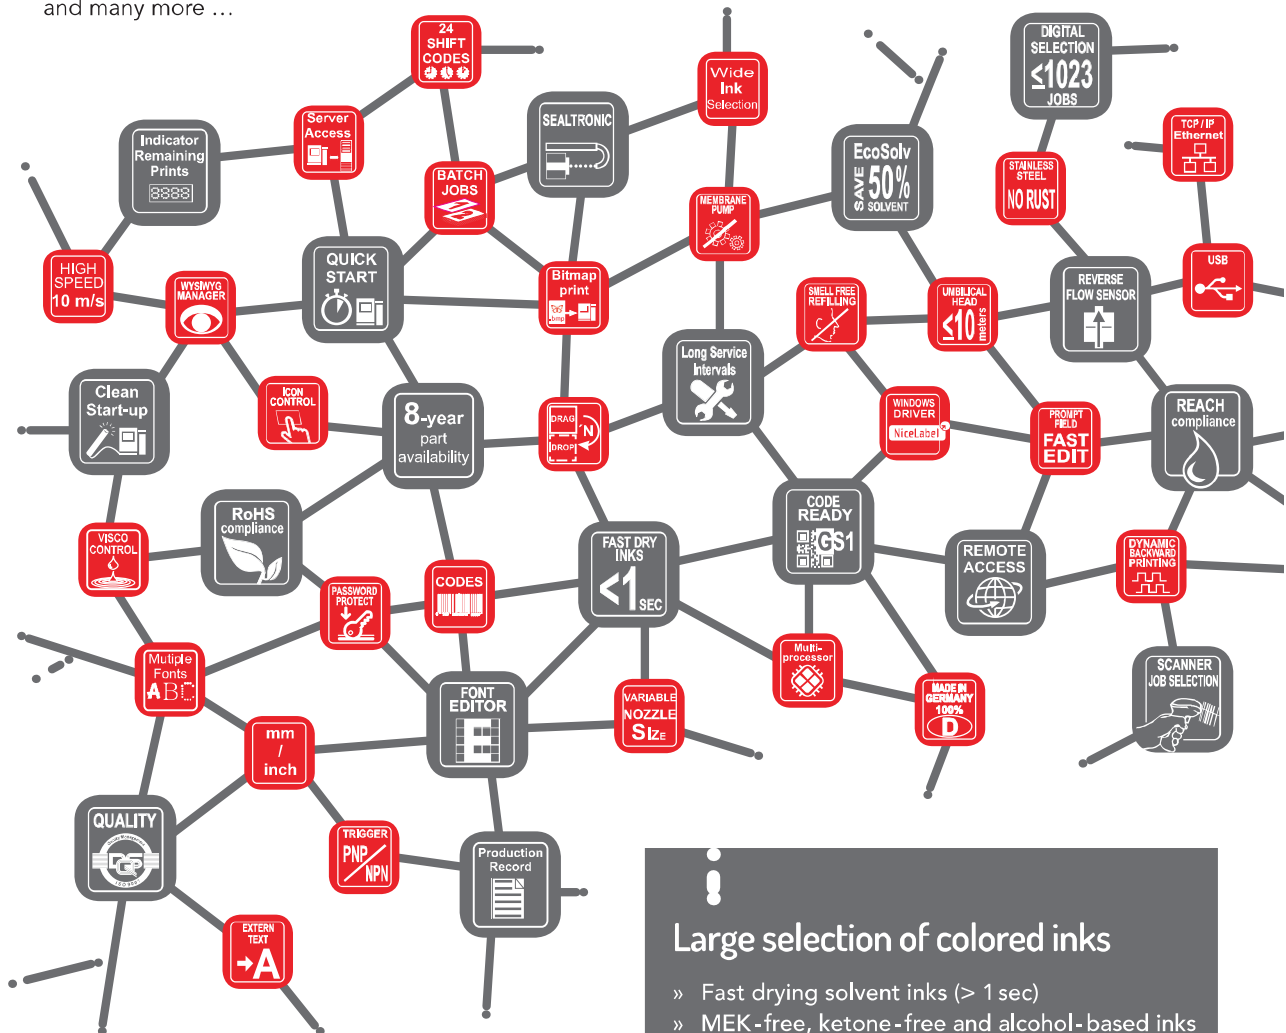 and many more ...
24
SHIFT
CODES
Wide
Ink
Selection
DIGITAL
SELECTION
≤1023
JOBS
Server
Access
SEALTRONIC
TCP / IP
Ethernet
Indicator
Remaining
Prints
8888
BATCH
JOBS
EcoSolv
SAVE
50%
SOLVENT
STAINLESS
STEEL
NO RUST
MEMBRANE
PUMP
HIGH
SPEED
10 m/s
WYSIWYG
MANAGER
QUICK
START
Bitmap
print
.bmp
SMELL FREE
REFILLING
UMBILICAL
HEAD
≤10
meters
REVERSE
FLOW SENSOR
USB
Long Service
Intervals
Clean
Start-up
ICON
CONTROL
8-year
part
availability
DRAG
'N
DROP
WINDOWS
DRIVER
NiceLabel
PROMPT
FIELD
FAST
EDIT
REACH
compliance
RoHS
compliance
CODE
READY
GS1
VISCO
CONTROL
FAST DRY
INKS
<1
SEC
REMOTE
ACCESS
DYNAMIC
BACKWARD
PRINTING
PASSWORD
PROTECT
CODES
Mutiple
Fonts
ABC
Multi-
processor
SCANNER
JOB SELECTION
FONT
EDITOR
E
VARIABLE
NOZZLE
SIZE
MADE IN
GERMANY
100%
D
mm
/
inch
QUALITY
Quality Management
DQS
ISO 9001
TRIGGER
PNP
NPN
Production
Record
EXTERN
TEXT
A
Large selection of colored inks
» Fast drying solvent inks (> 1 sec)
» MEK-free, ketone-free and alcohol-based inks